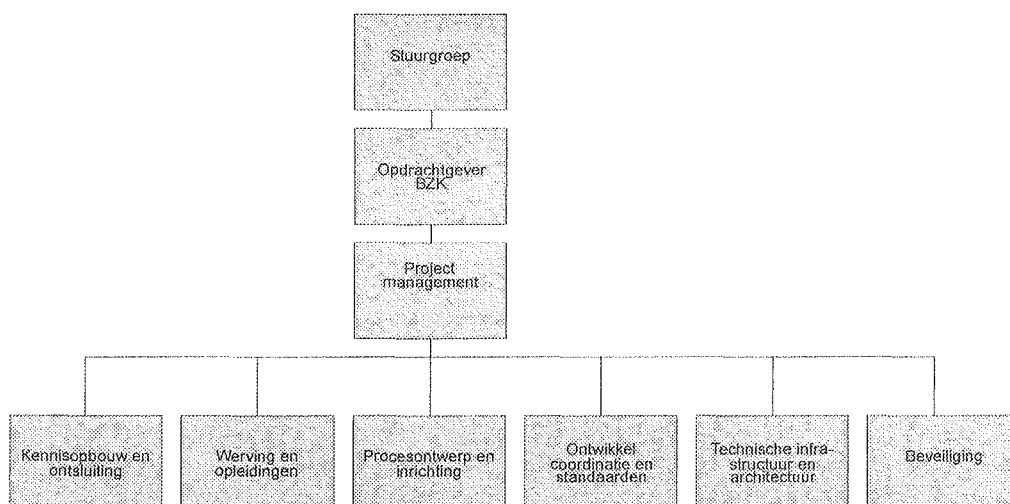 Stuurgroep
Opdrachtgever
BZK
Project
management
Kennisopbouw en
ontsluiting
Werving en
opleidingen
Procesontwerp en
inrichting
Ontwikkel
coordinatie en
standaarden
Technische infra-
structuur en
architectuur
Beveiliging